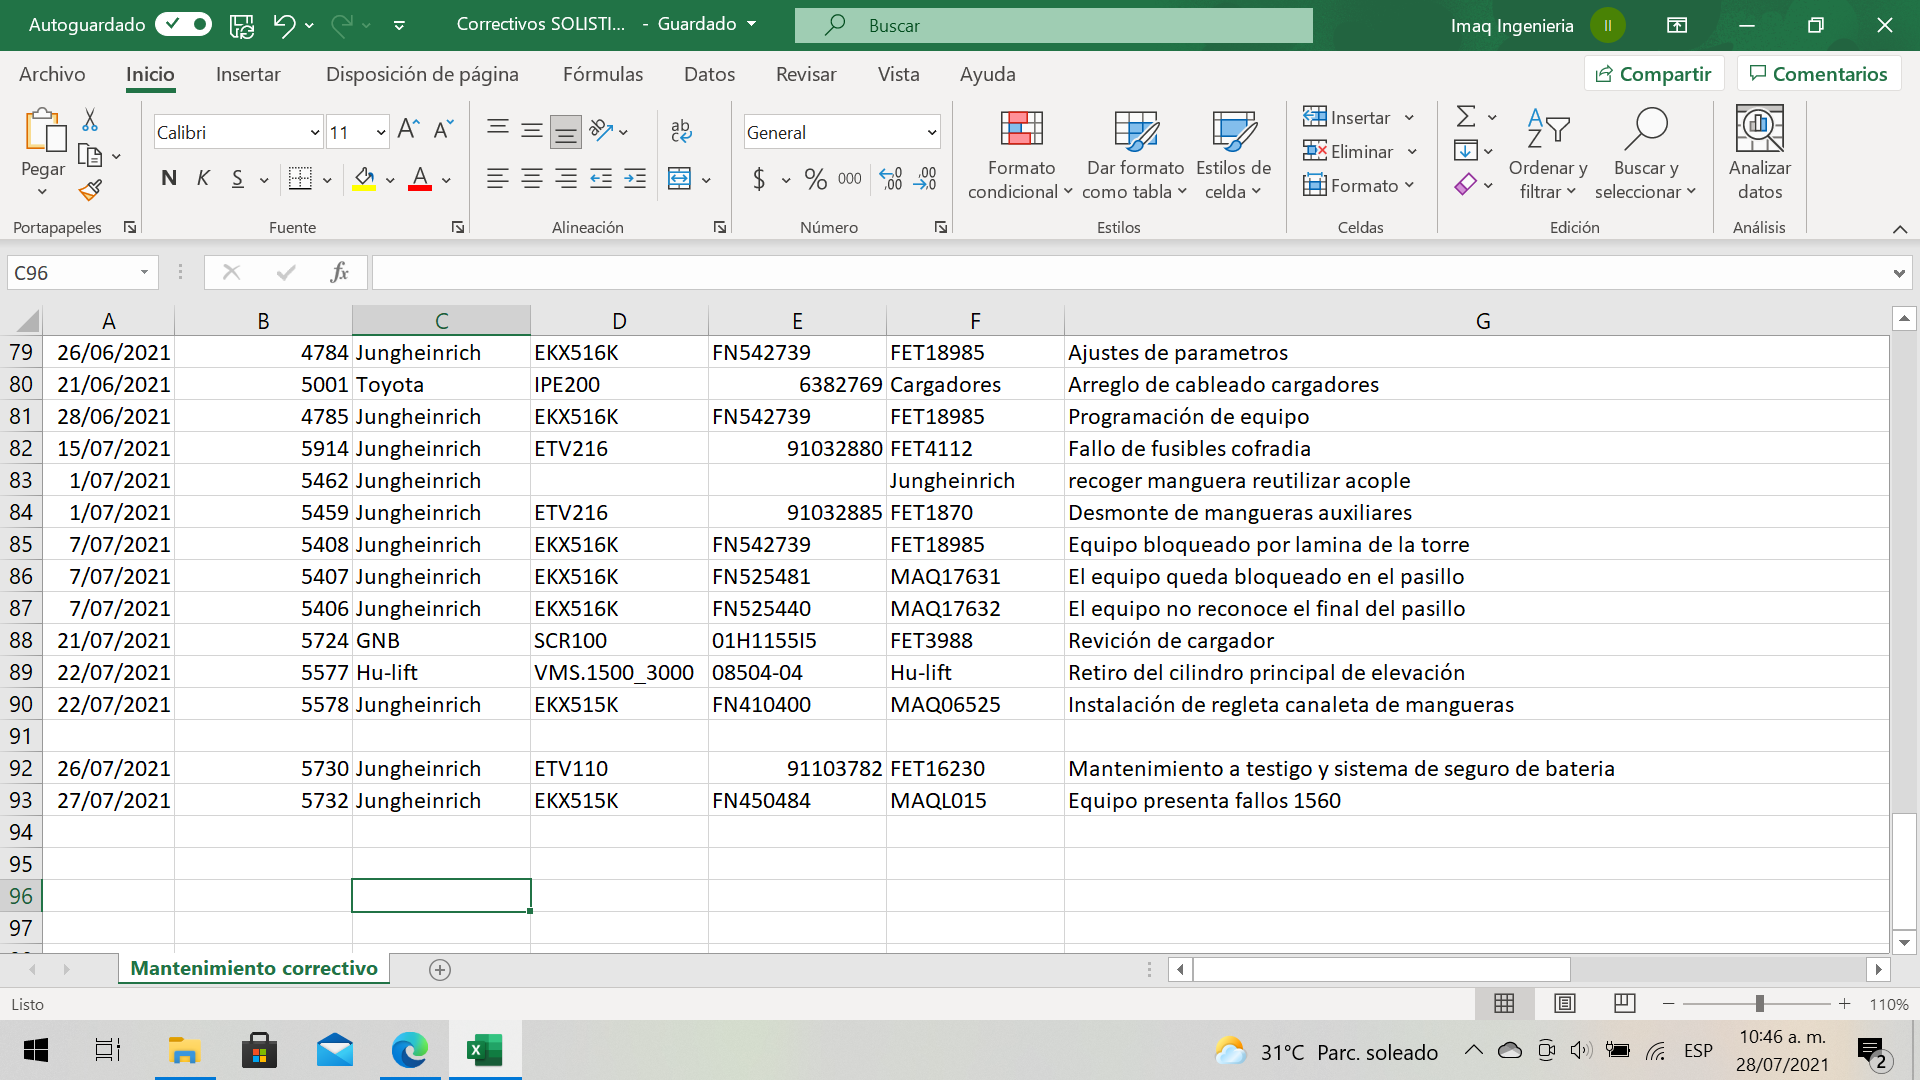 Autoguardado
Correctivos SOLISTI... - Guardado
Buscar
Imaq Ingenieria II
Archivo Inicio Insertar Disposición de página Fórmulas Datos Revisar Vista Ayuda
Compartir Comentarios
Pegar
Portapapeles
Calibri 11
N K S A
Fuente
ab
Alineación
General
$ % 000
Número
Formato condicional
Dar formato como tabla
Estilos de celda
Estilos
Insertar
Eliminar
Formato
Celdas
Ordenar y filtrar
Buscar y seleccionar
Edición
Analizar datos
Análisis
C96 fx
A B C D E F G
79 26/06/2021 4784 Jungheinrich EKX516K FN542739 FET18985 Ajustes de parametros
80 21/06/2021 5001 Toyota IPE200 6382769 Cargadores Arreglo de cableado cargadores
81 28/06/2021 4785 Jungheinrich EKX516K FN542739 FET18985 Programación de equipo
82 15/07/2021 5914 Jungheinrich ETV216 91032880 FET4112 Fallo de fusibles cofradia
83 1/07/2021 5462 Jungheinrich Jungheinrich recoger manguera reutilizar acople
84 1/07/2021 5459 Jungheinrich ETV216 91032885 FET1870 Desmonte de mangueras auxiliares
85 7/07/2021 5408 Jungheinrich EKX516K FN542739 FET18985 Equipo bloqueado por lamina de la torre
86 7/07/2021 5407 Jungheinrich EKX516K FN525481 MAQ17631 El equipo queda bloqueado en el pasillo
87 7/07/2021 5406 Jungheinrich EKX516K FN525440 MAQ17632 El equipo no reconoce el final del pasillo
88 21/07/2021 5724 GNB SCR100 01H1155I5 FET3988 Revición de cargador
89 22/07/2021 5577 Hu-lift VMS.1500_3000 08504-04 Hu-lift Retiro del cilindro principal de elevación
90 22/07/2021 5578 Jungheinrich EKX515K FN410400 MAQ06525 Instalación de regleta canaleta de mangueras
91
92 26/07/2021 5730 Jungheinrich ETV110 91103782 FET16230 Mantenimiento a testigo y sistema de seguro de bateria
93 27/07/2021 5732 Jungheinrich EKX515K FN450484 MAQL015 Equipo presenta fallos 1560
94
95
96
97
Mantenimiento correctivo
Listo
110%
31°C Parc. soleado
ESP
10:46 a. m.
28/07/2021
2